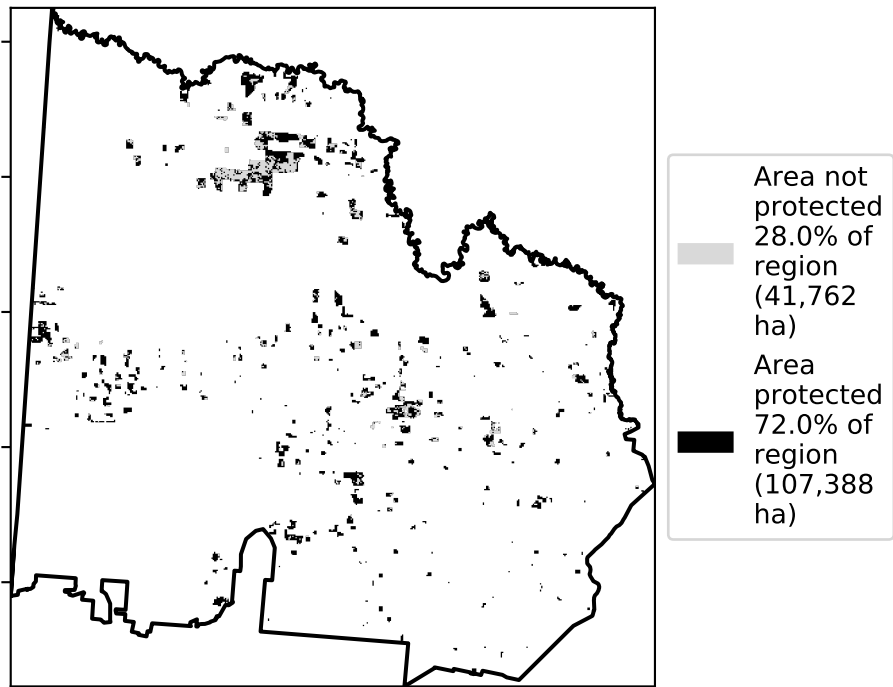 Area not
protected
28.0% of
region
(41,762
ha)
Area
protected
72.0% of
region
(107,388
ha)